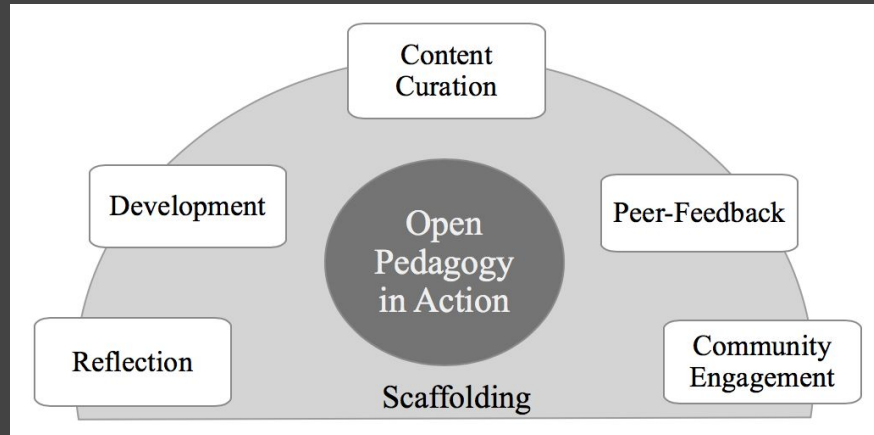 Content
Curation
Development
Peer-Feedback
Open
Pedagogy
in Action
Reflection
Community
Engagement
Scaffolding